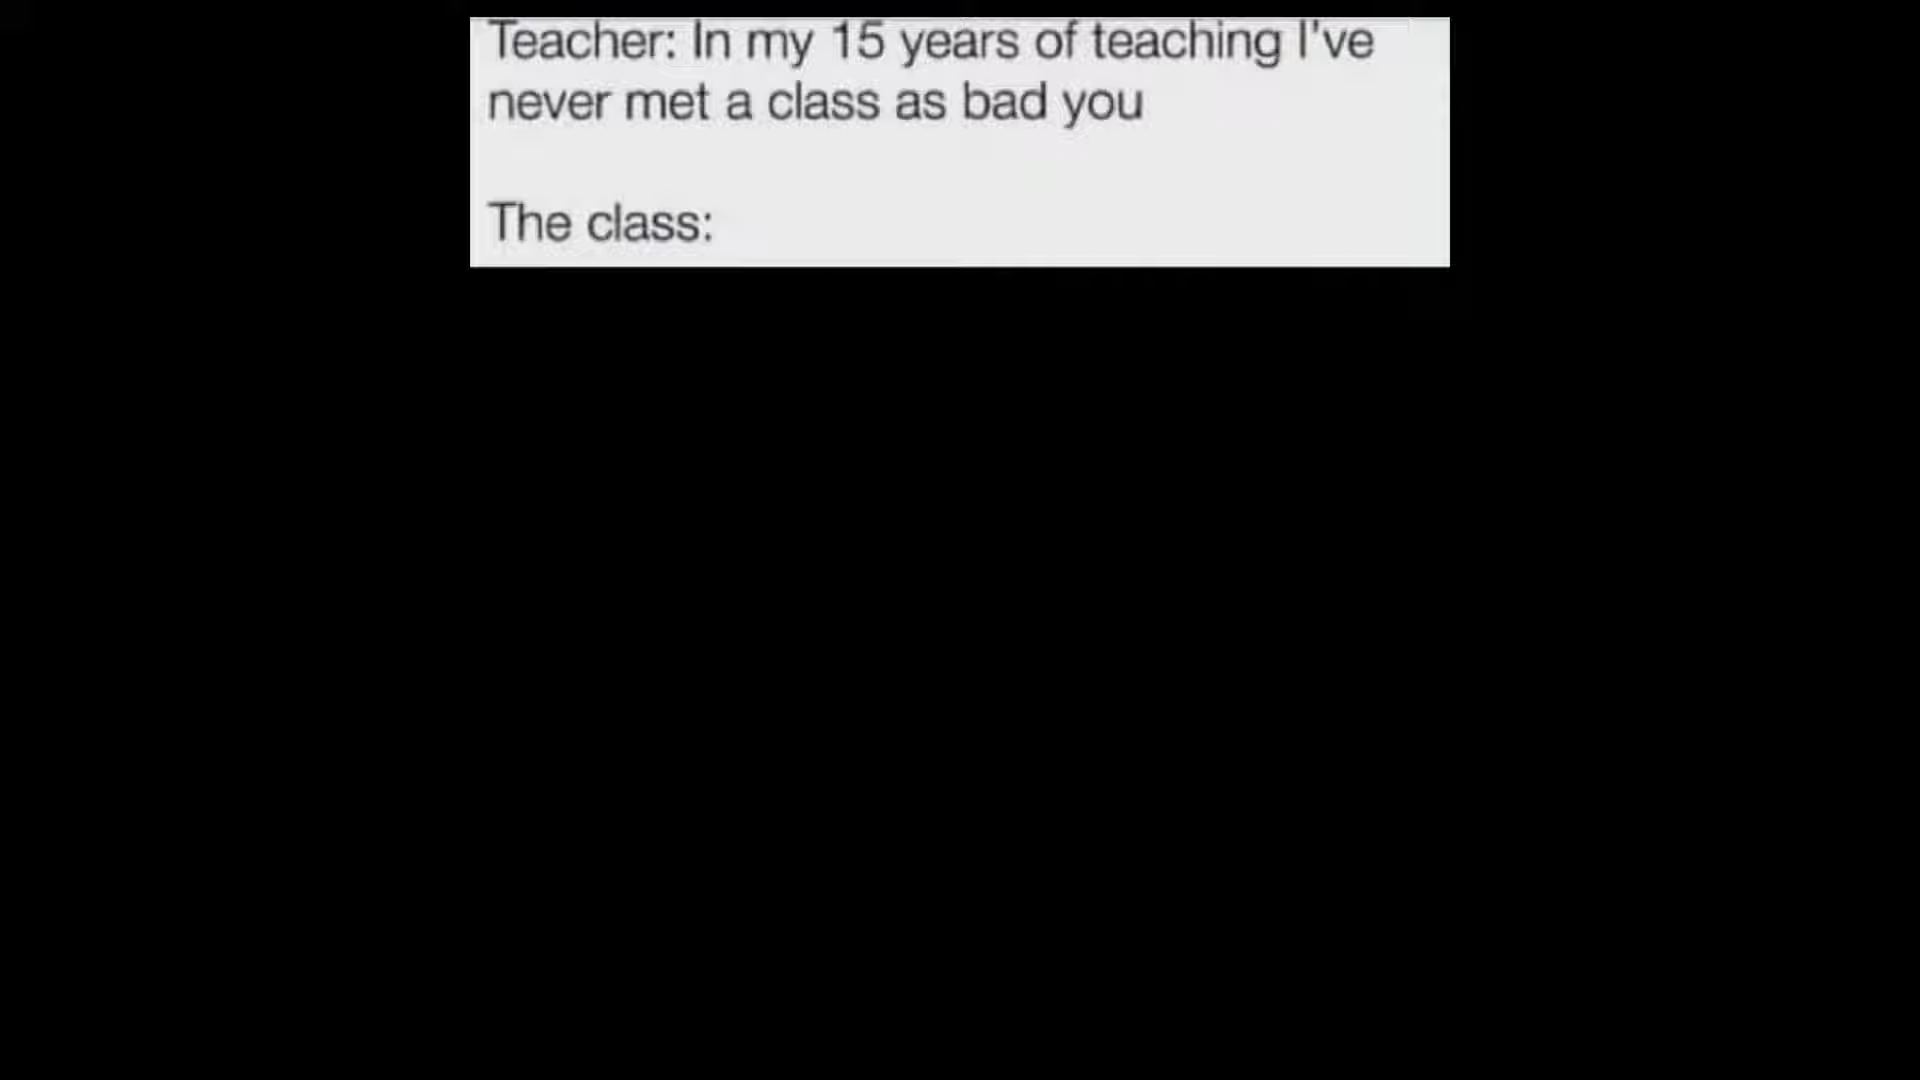 Teacher: In my 15 years of teaching I've
never met a class as bad you
The class: